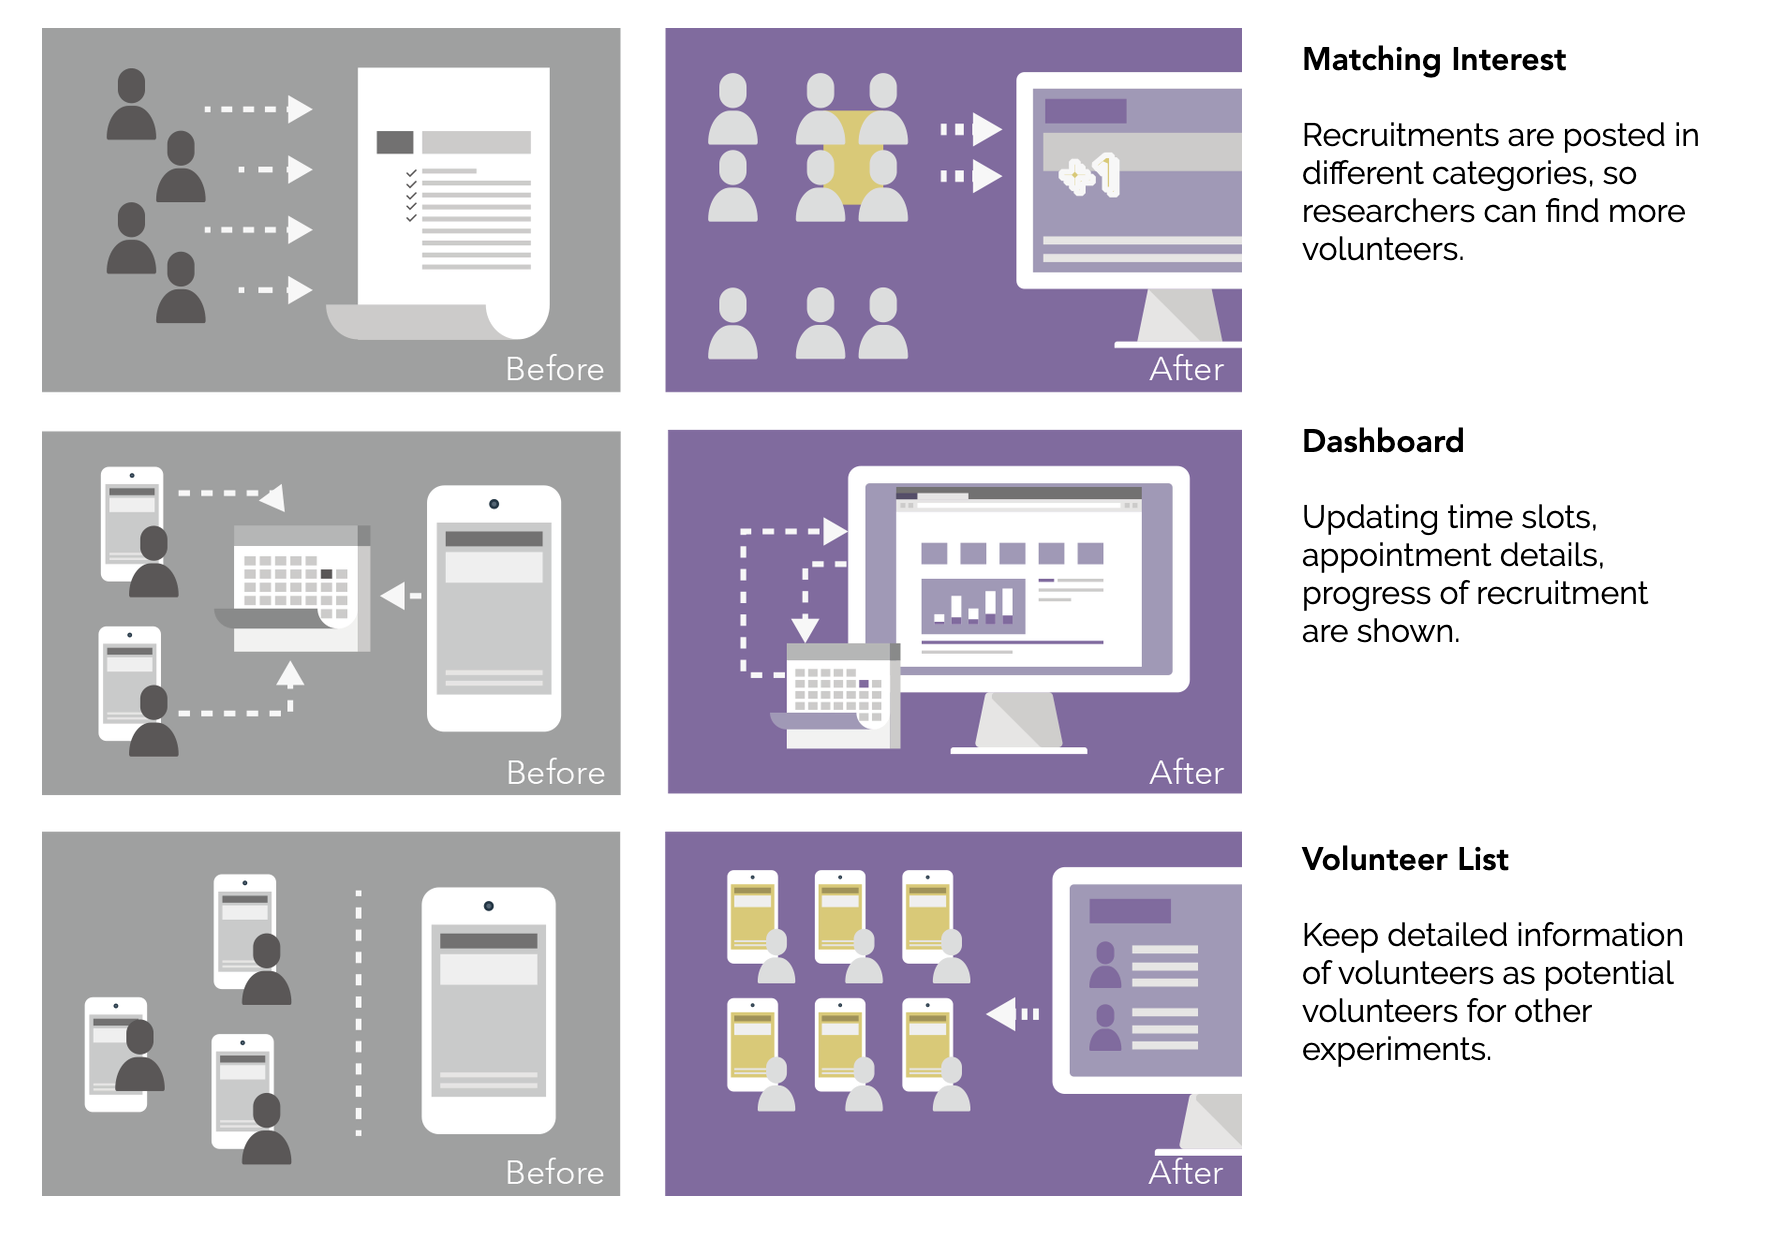 Matching Interest
Recruitments are posted in
different categories, so
researchers can find more
volunteers.
Before
After
+1
Dashboard
Updating time slots,
appointment details,
progress of recruitment
are shown.
Before
After
Volunteer List
Keep detailed information
of volunteers as potential
volunteers for other
experiments.
Before
After